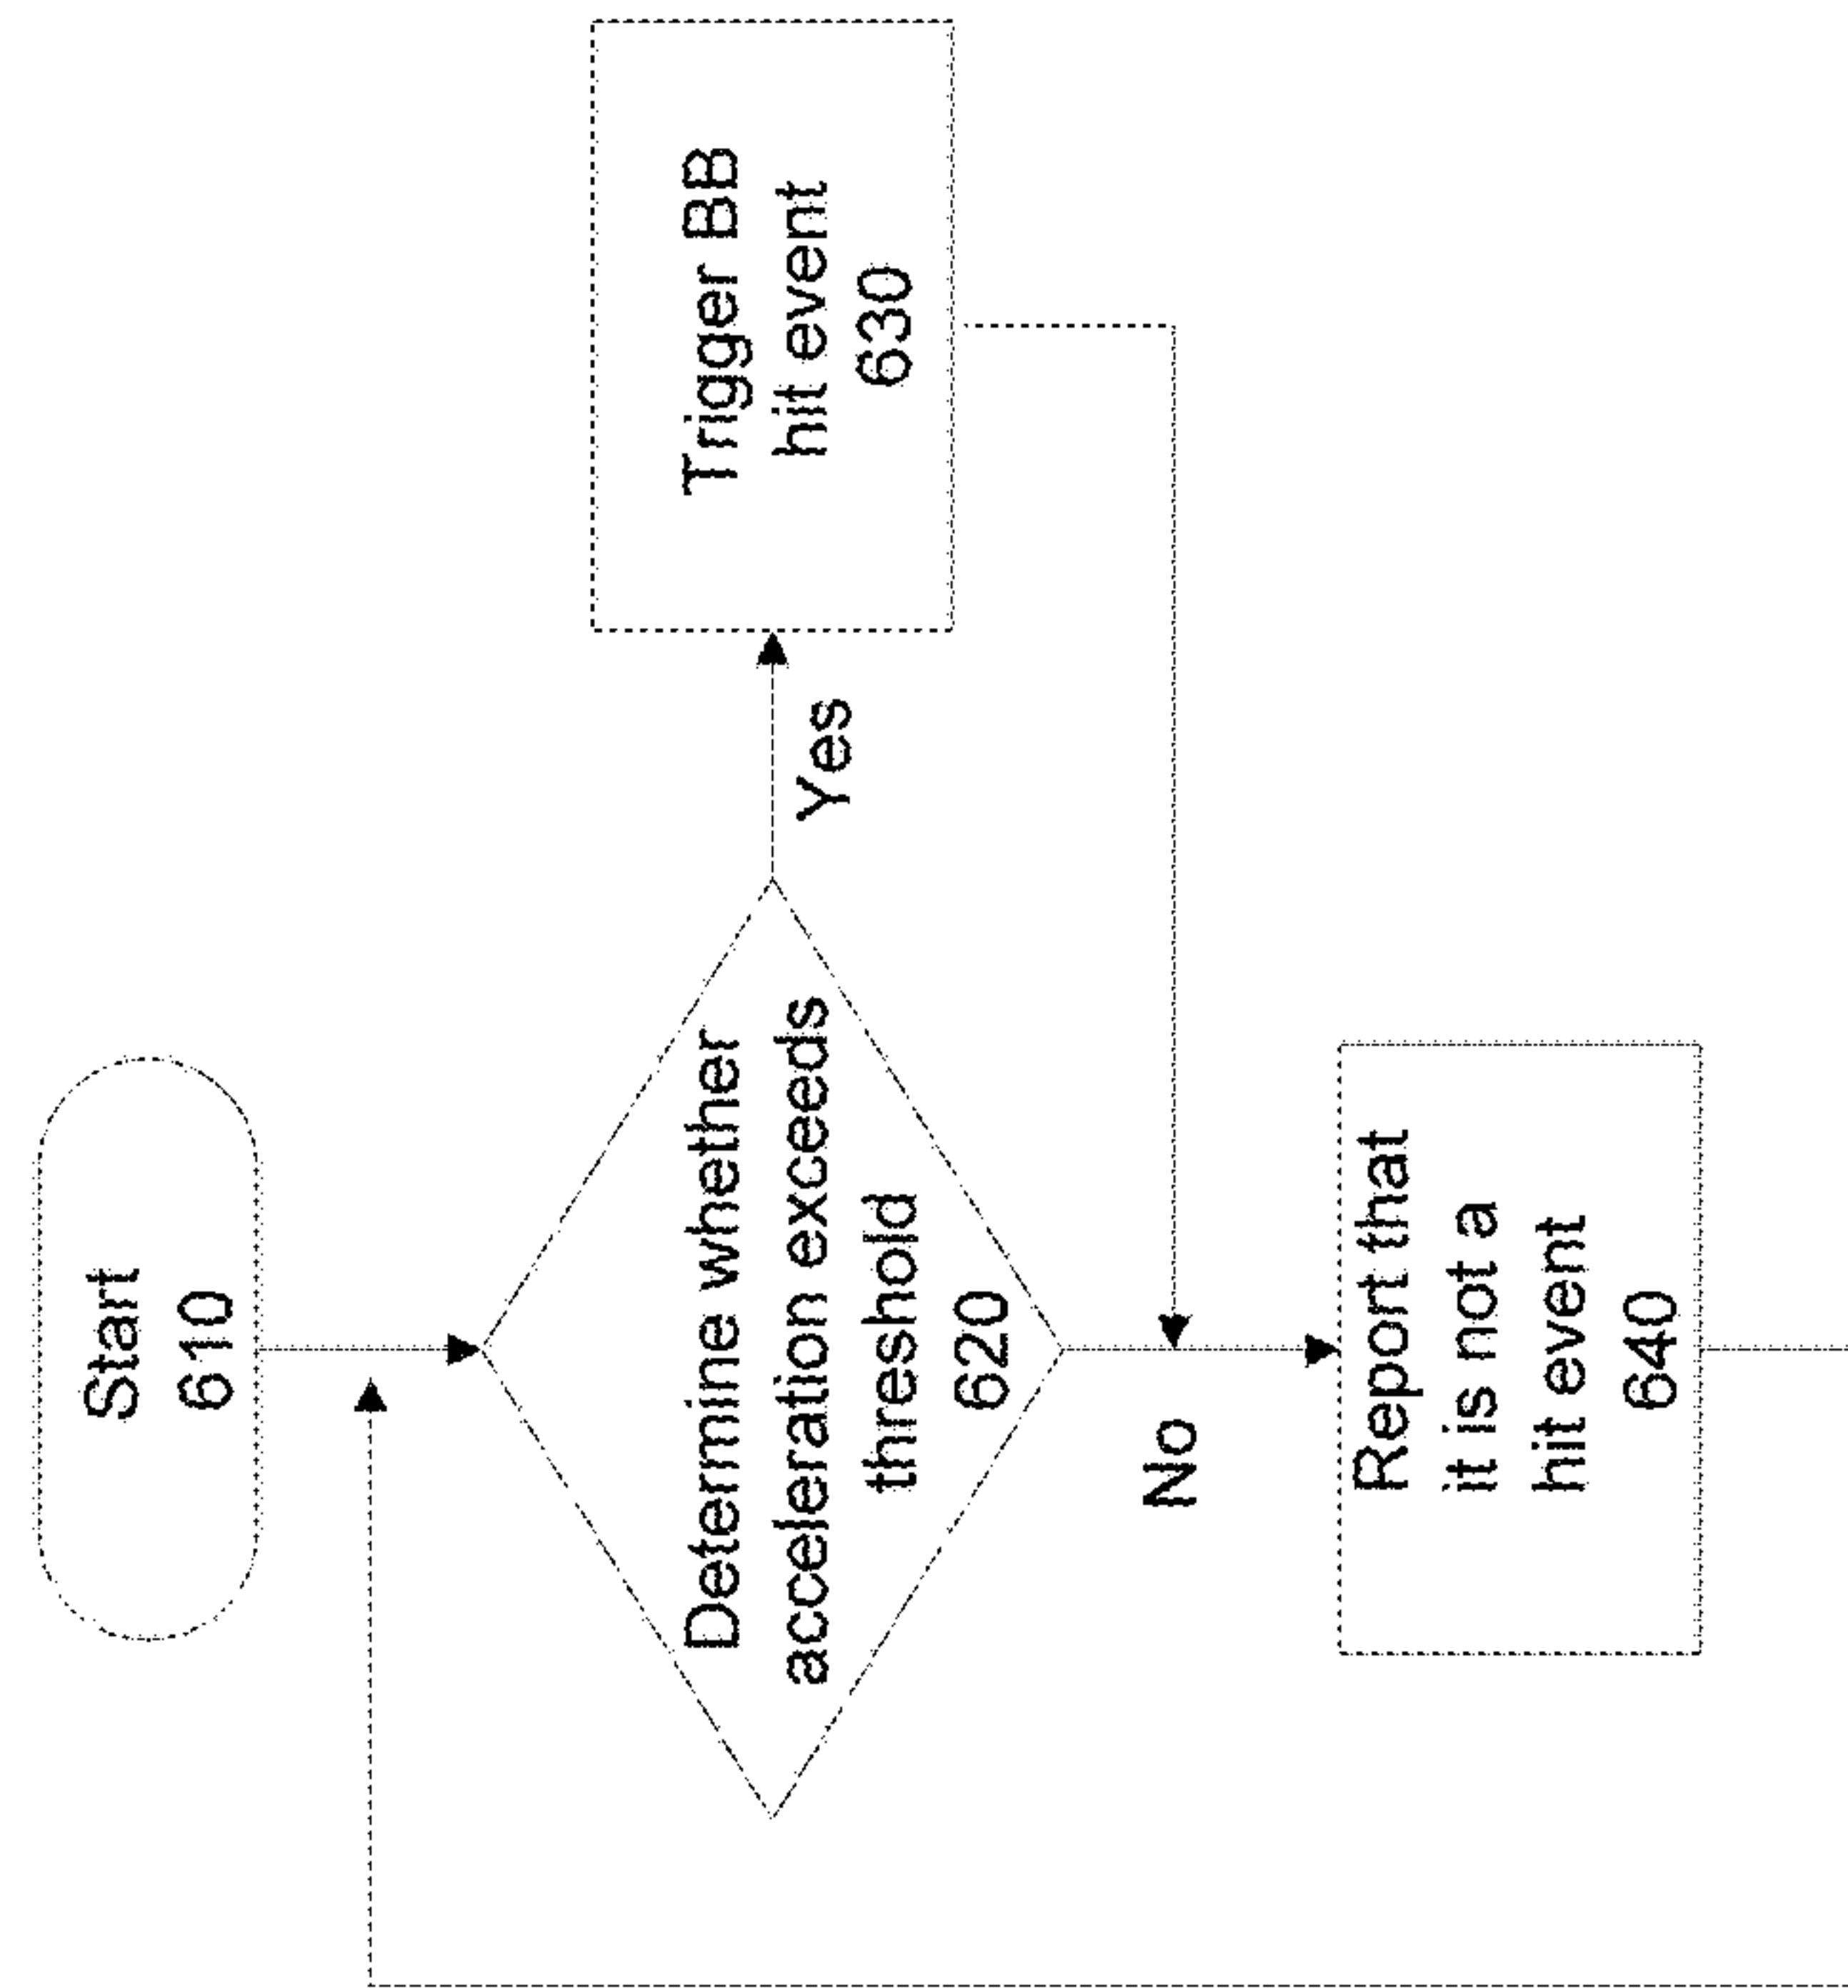 Start
610
Determine whether
acceleration exceeds
threshold
620
Yes
Trigger BB
hit event
630
No
Report that
it is not a
hit event
640